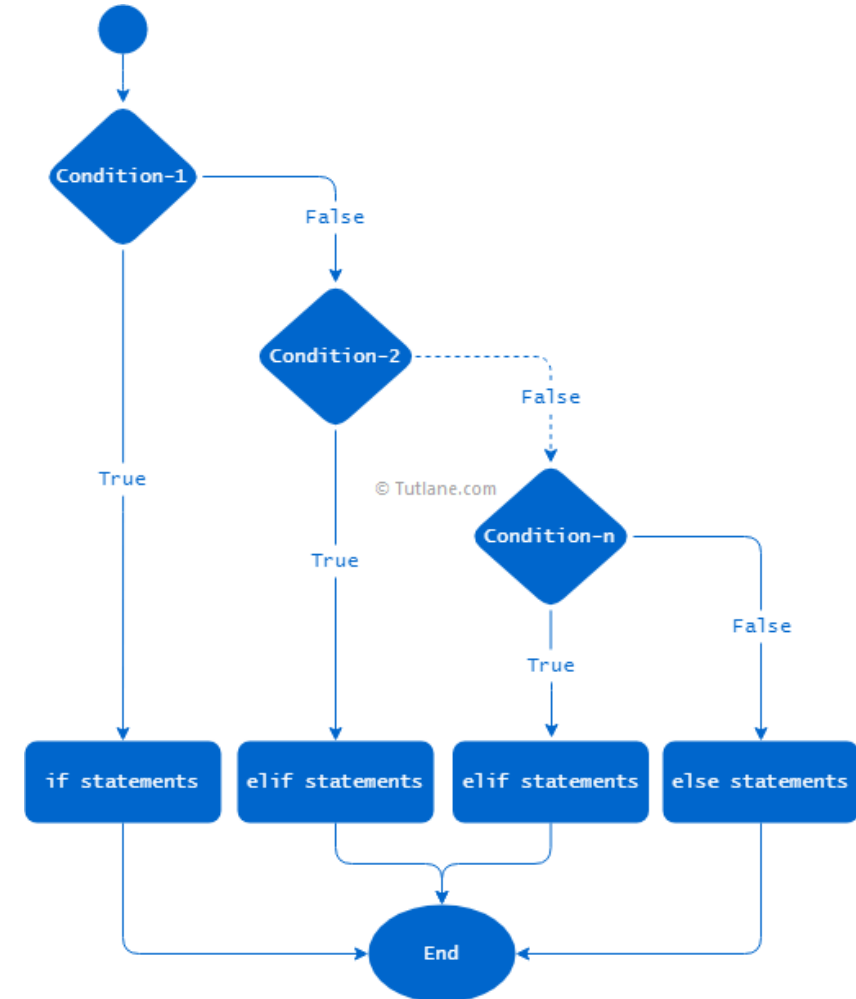 Condition-1
False
Condition-2
False
True
© Tutlane.com
Condition-n
True
False
True
if statements
elif statements
elif statements
else statements
End